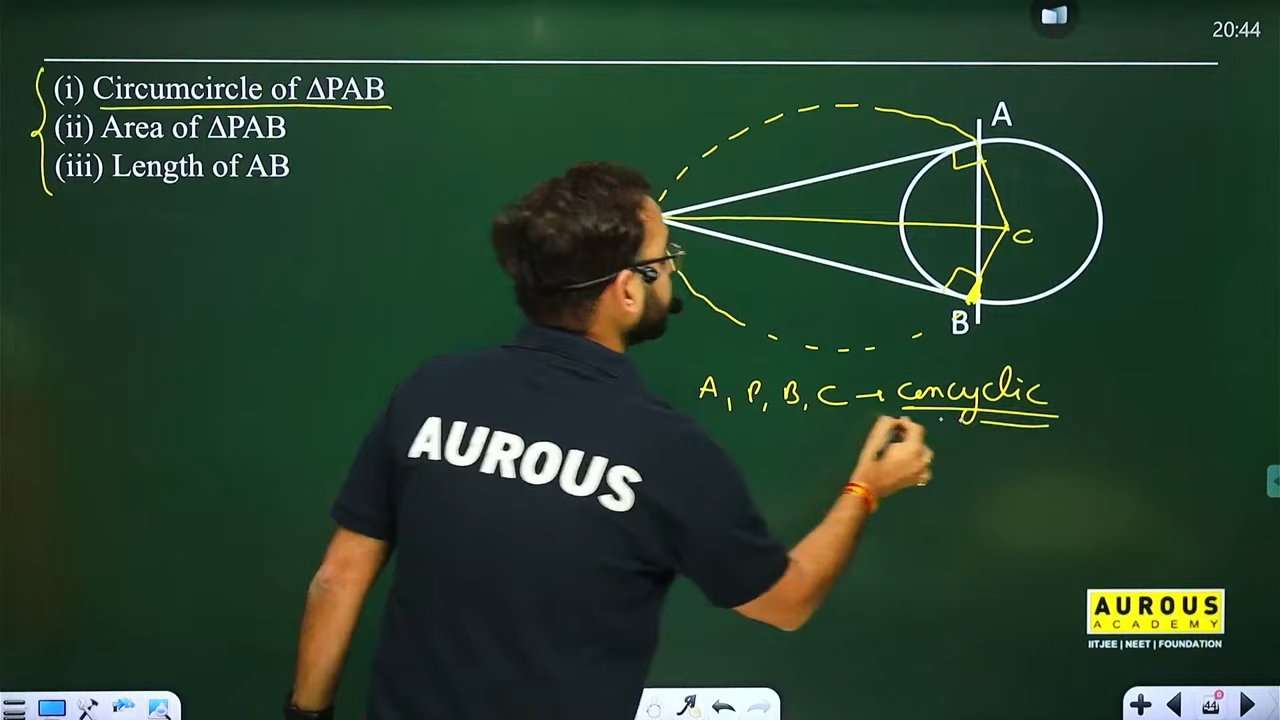 20:44
(i) Circumcircle of ΔPAB
(ii) Area of ΔPAB
(iii) Length of AB
A
C
B
A, P, B, C → concyclic
AUROUS
AUROUS
ACADEMY
IITJEE | NEET | FOUNDATION
44